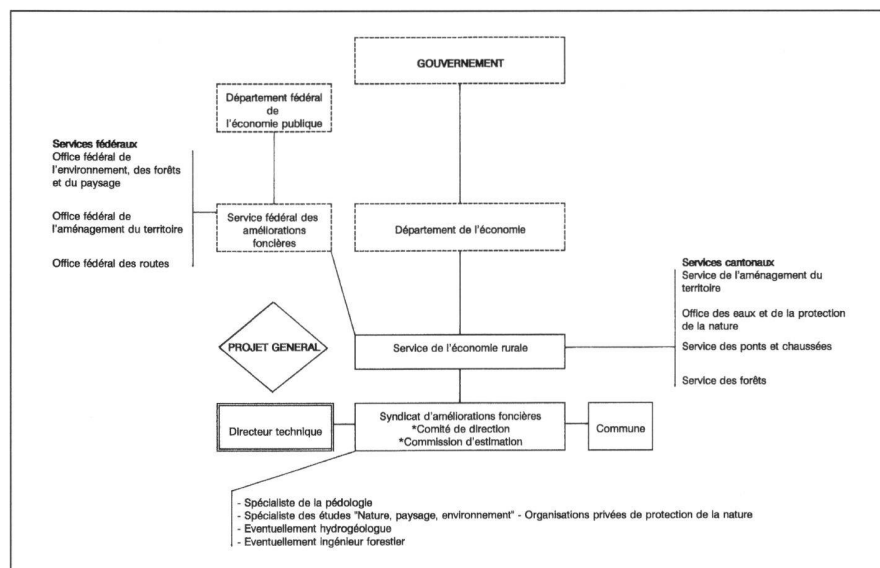 GOUVERNEMENT
Département fédéral
de
l'économie publique
Services fédéraux
Office fédéral de
l'environnement, des forêts
et du paysage
Office fédéral de
l'aménagement du territoire
Office fédéral des routes
Service fédéral des
améliorations
foncières
Département de l'économie
Services cantonaux
Service de l'aménagement du
territoire
Office des eaux et de la protection
de la nature
Service des ponts et chaussées
Service des forêts
PROJET GENERAL
Service de l'économie rurale
Directeur technique
Syndicat d'améliorations foncières
*Comité de direction
*Commission d'estimation
Commune
- Spécialiste de la pédologie
- Spécialiste des études "Nature, paysage, environnement" - Organisations privées de protection de la nature
- Eventuellement hydrogéologue
- Eventuellement ingénieur forestier